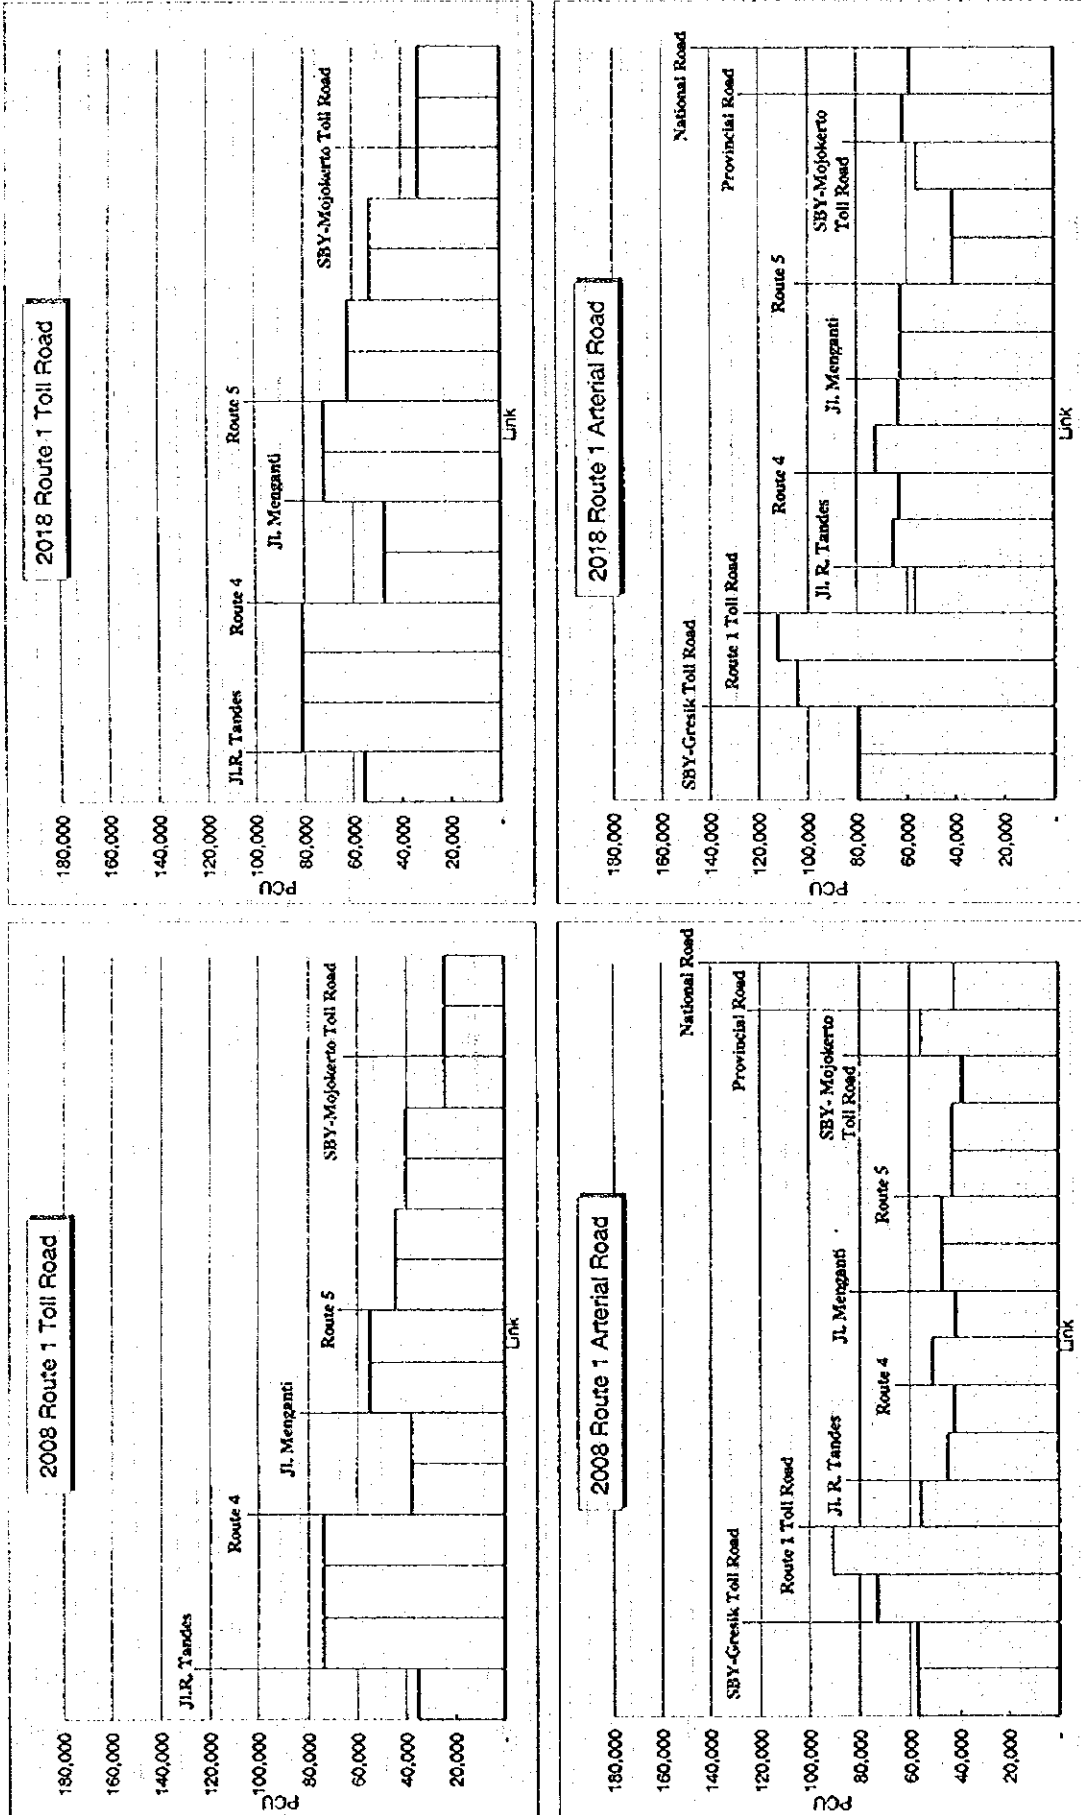 2008 Route 1 Toll Road
PCU
180,000
160,000
140,000
120,000
100,000
80,000
60,000
40,000
20,000
-
Jl.R. Tandes
Route 4
Jl. Menganti
Route 5
SBY-Mojokerto Toll Road
Link
2018 Route 1 Toll Road
PCU
180,000
160,000
140,000
120,000
100,000
80,000
60,000
40,000
20,000
-
Jl.R. Tandes
Route 4
Jl. Menganti
Route 5
SBY-Mojokerto Toll Road
Link
2008 Route 1 Arterial Road
PCU
180,000
160,000
140,000
120,000
100,000
80,000
60,000
40,000
20,000
-
SBY-Gresik Toll Road
Route 1 Toll Road
Jl. R. Tandes
Route 4
Jl. Menganti
Route 5
SBY- Mojokerto
Toll Road
Provincial Road
National Road
Link
2018 Route 1 Arterial Road
PCU
180,000
160,000
140,000
120,000
100,000
80,000
60,000
40,000
20,000
-
SBY-Gresik Toll Road
Route 1 Toll Road
Jl. R. Tandes
Route 4
Jl. Menganti
Route 5
SBY-Mojokerto
Toll Road
Provincial Road
National Road
Link